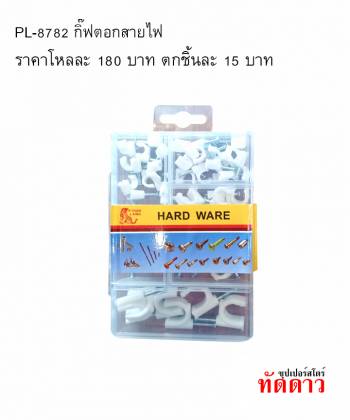 PL-8782 กิ๊ฟตอกสายไฟ
ราคาโหลละ 180 บาท ตกชิ้นละ 15 บาท
HARD WARE
ซุปเปอร์สโตร์
ทัดดาว